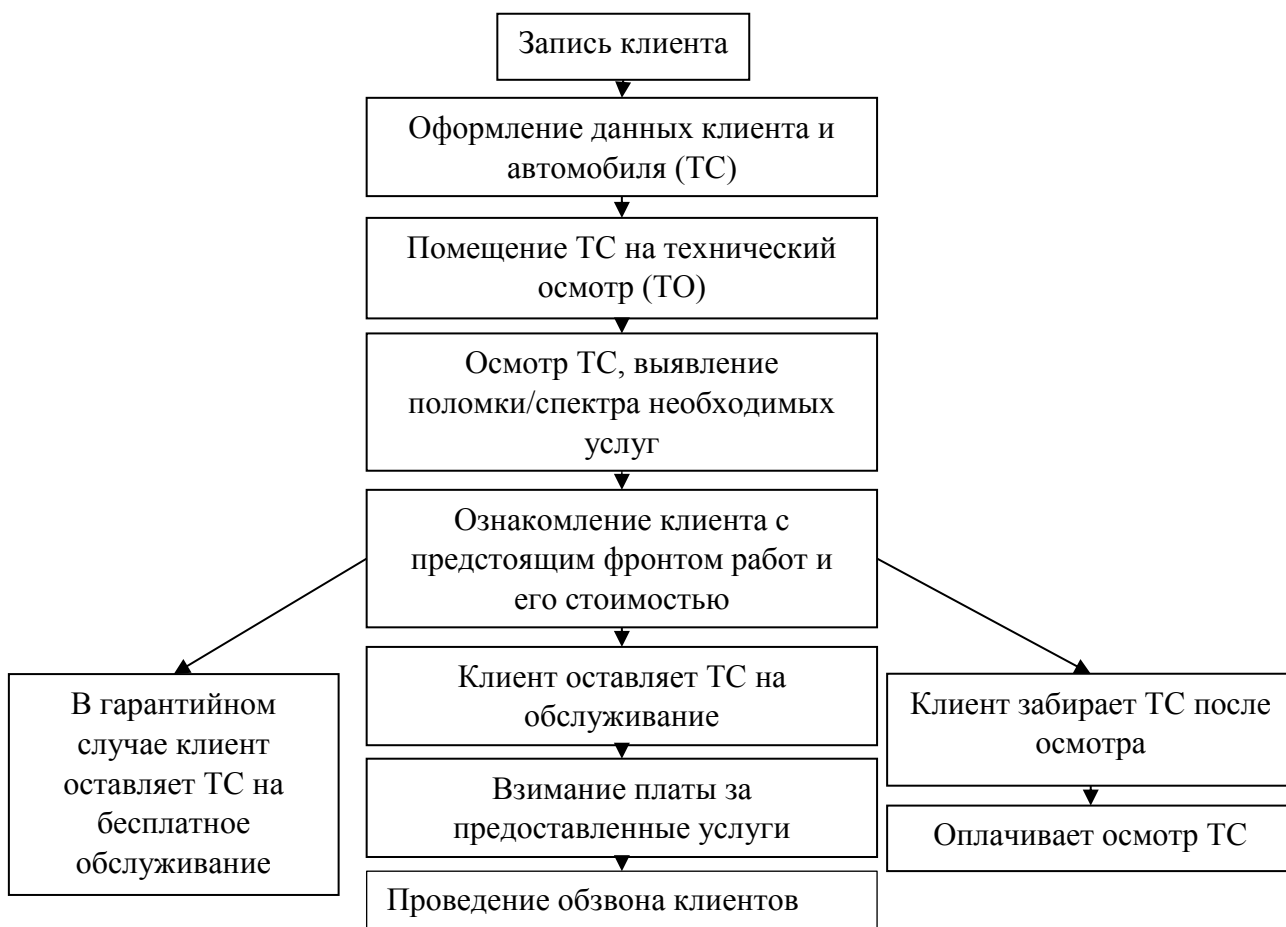 Запись клиента
Оформление данных клиента и
автомобиля (ТС)
Помещение ТС на технический
осмотр (ТО)
Осмотр ТС, выявление
поломки/спектра необходимых
услуг
Ознакомление клиента с
предстоящим фронтом работ и
его стоимостью
В гарантийном
случае клиент
оставляет ТС на
бесплатное
обслуживание
Клиент оставляет ТС на
обслуживание
Взимание платы за
предоставленные услуги
Проведение обзвона клиентов
Клиент забирает ТС после
осмотра
Оплачивает осмотр ТС